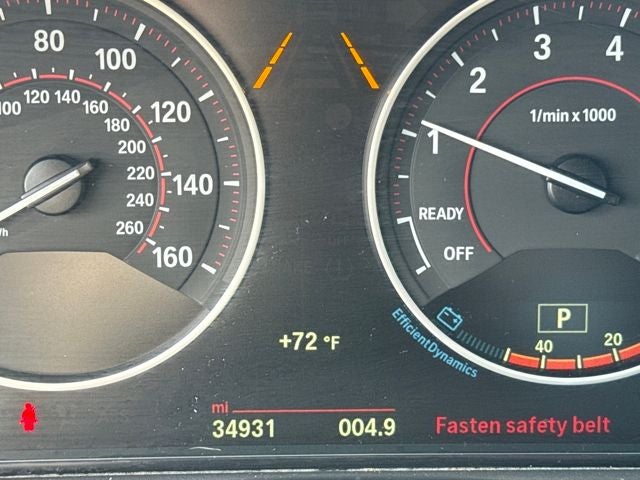 80
100
120
140
160
100 120 140 160
180
200
220
240
260
1
2
3
4
1/min x 1000
READY
OFF
P
EfficientDynamics
40
20
+72 °F
mi
34931 004.9
Fasten safety belt